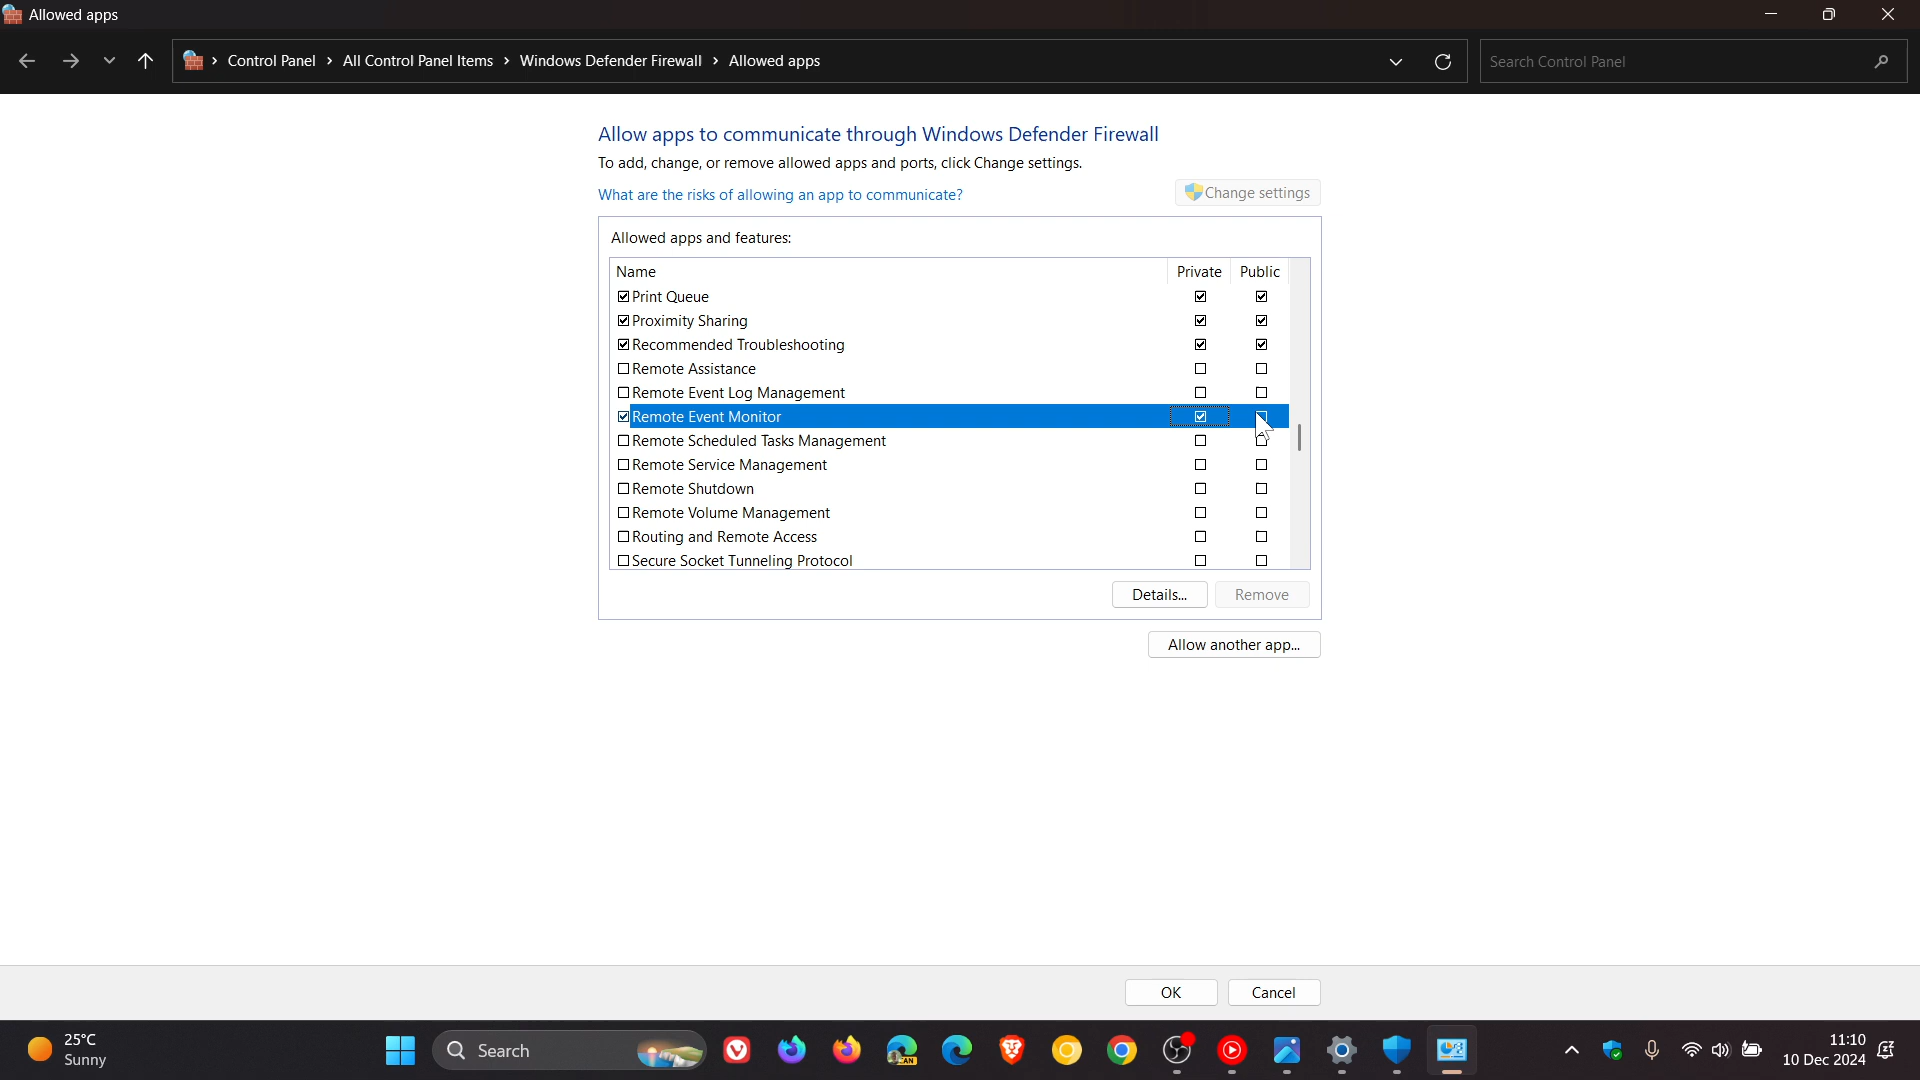 Allowed apps
Control Panel > All Control Panel Items > Windows Defender Firewall > Allowed apps
Search Control Panel
Allow apps to communicate through Windows Defender Firewall
To add, change, or remove allowed apps and ports, click Change settings.
What are the risks of allowing an app to communicate?
Change settings
Allowed apps and features:
Name Private Public
Print Queue
Proximity Sharing
Recommended Troubleshooting
Remote Assistance
Remote Event Log Management
Remote Event Monitor
Remote Scheduled Tasks Management
Remote Service Management
Remote Shutdown
Remote Volume Management
Routing and Remote Access
Secure Socket Tunneling Protocol
Details... Remove
Allow another app...
OK Cancel
25°C
Sunny
Search
CAN
11:10
10 Dec 2024